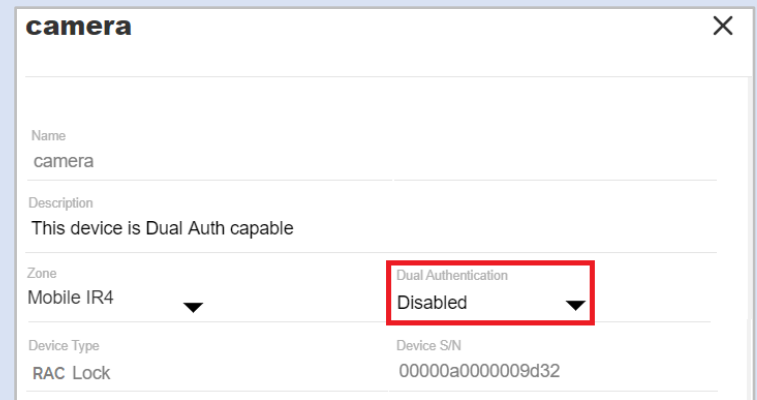 camera
Name
camera
Description
This device is Dual Auth capable
Zone
Dual Authentication
Mobile IR4
Disabled
Device Type
Device S/N
RAC Lock
00000a0000009d32